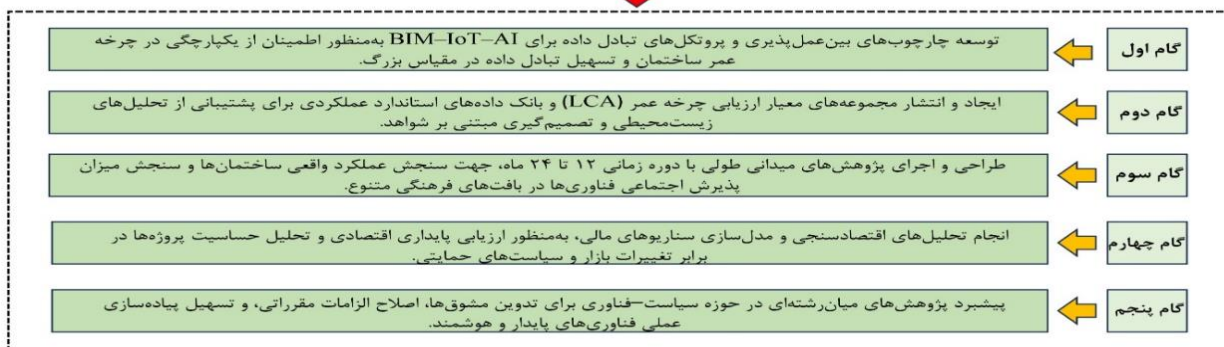 گام اول
توسعه چارچوب‌های بین‌عمل‌پذیری و پروتکل‌های تبادل داده برای BIM–IoT–AI به‌منظور اطمینان از یکپارچگی در چرخه
عمر ساختمان و تسهیل تبادل داده در مقیاس بزرگ.
گام دوم
ایجاد و انتشار مجموعه‌های معیار ارزیابی چرخه عمر (LCA) و بانک داده‌های استاندارد عملکردی برای پشتیبانی از تحلیل‌های
زیست‌محیطی و تصمیم‌گیری مبتنی بر شواهد.
گام سوم
طراحی و اجرای پژوهش‌های میدانی طولی با دوره زمانی ۱۲ تا ۲۴ ماه، جهت سنجش عملکرد واقعی ساختمان‌ها و سنجش میزان
پذیرش اجتماعی فناوری‌ها در بافت‌های فرهنگی متنوع.
گام چهارم
انجام تحلیل‌های اقتصادسنجی و مدل‌سازی سناریوهای مالی، به‌منظور ارزیابی پایداری اقتصادی و تحلیل حساسیت پروژه‌ها در
برابر تغییرات بازار و سیاست‌های حمایتی.
گام پنجم
پیشبرد پژوهش‌های میان‌رشته‌ای در حوزه سیاست–فناوری برای تدوین مشوق‌ها، اصلاح الزامات مقرراتی، و تسهیل پیاده‌سازی
عملی فناوری‌های پایدار و هوشمند.